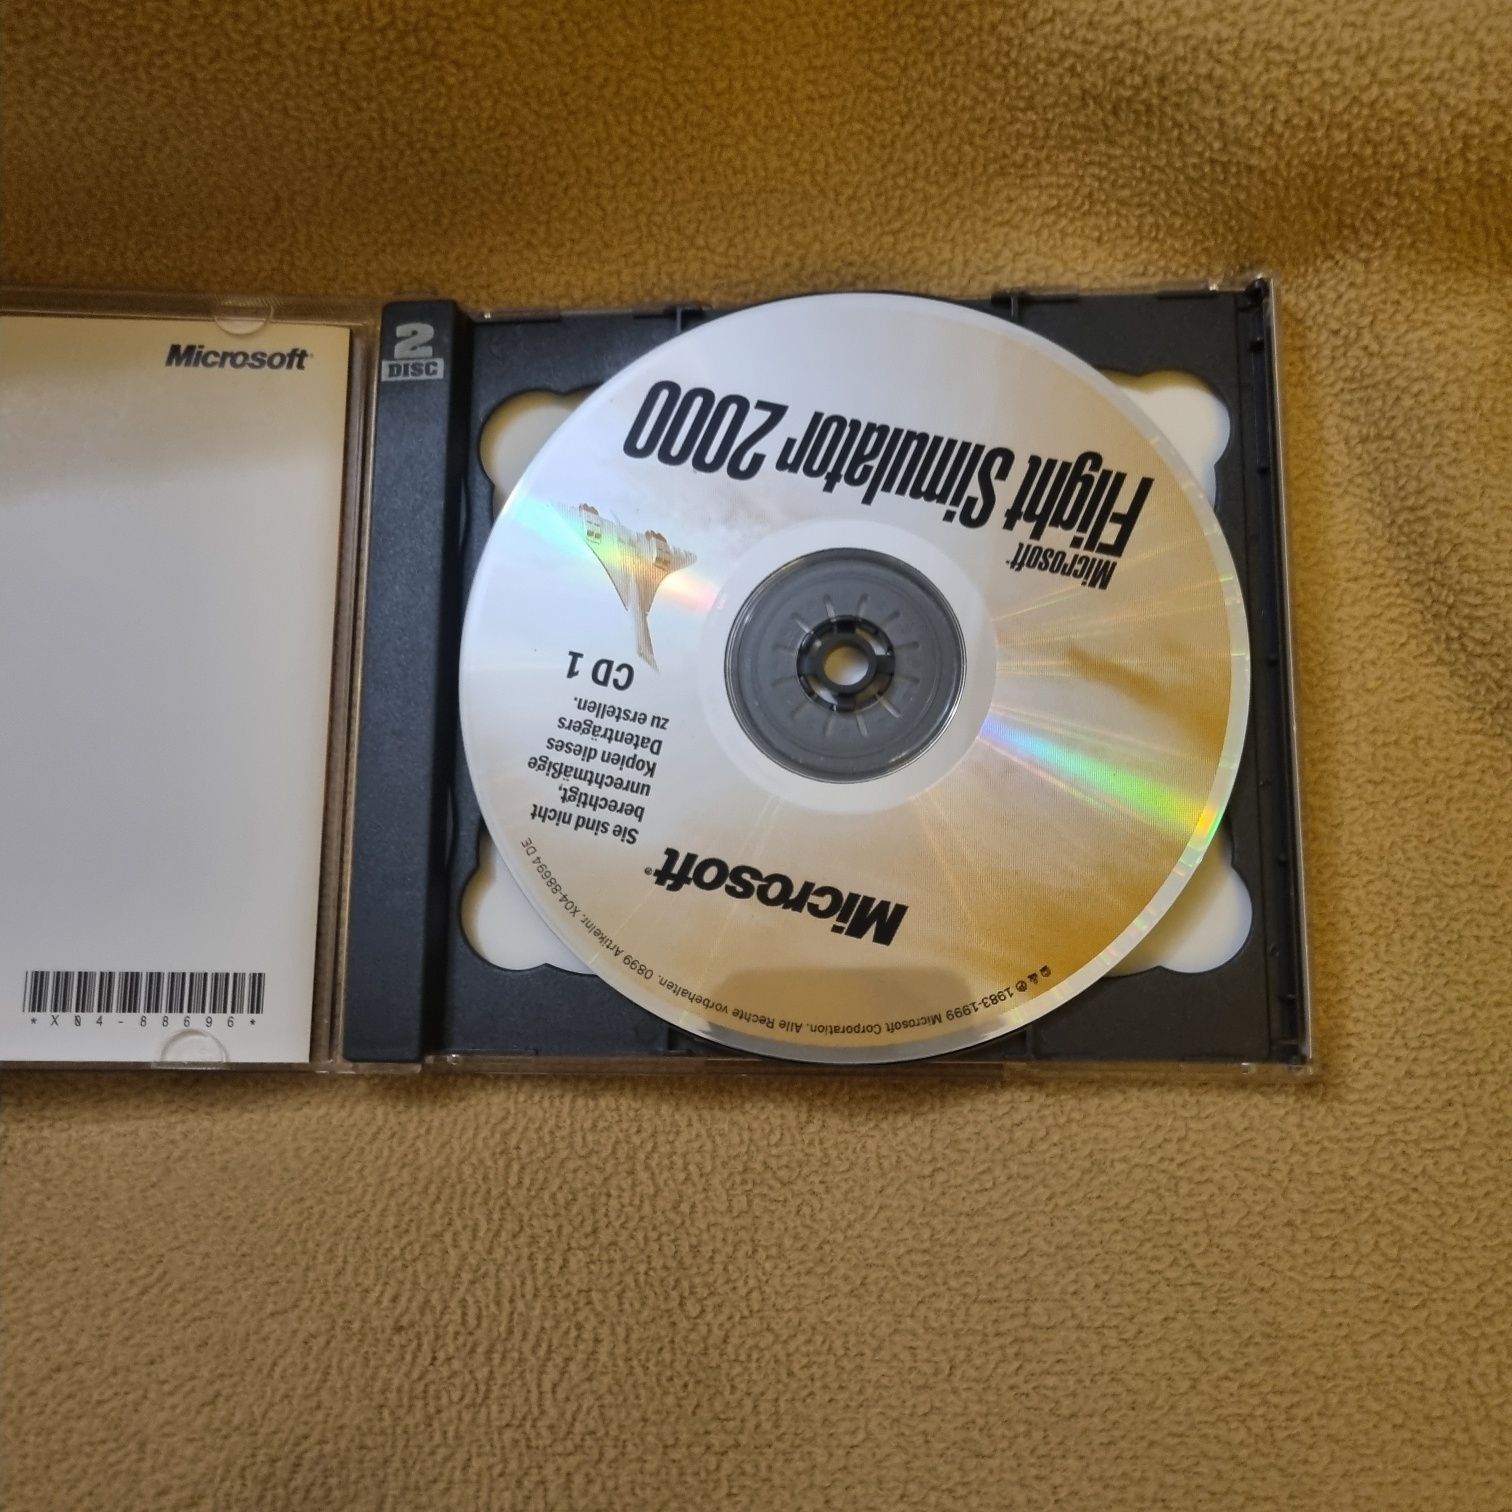 Microsoft
*X04-88696*
2
DISC
Microsoft
Flight Simulator 2000
CD 1
Sie sind nicht
berechtigt,
unrechtmäßige
Kopien dieses
Datenträgers
zu erstellen.
Microsoft®
℗ 1983-1999 Microsoft Corporation. Alle Rechte vorbehalten. 0899 Artikelnr. X04-88694 DE